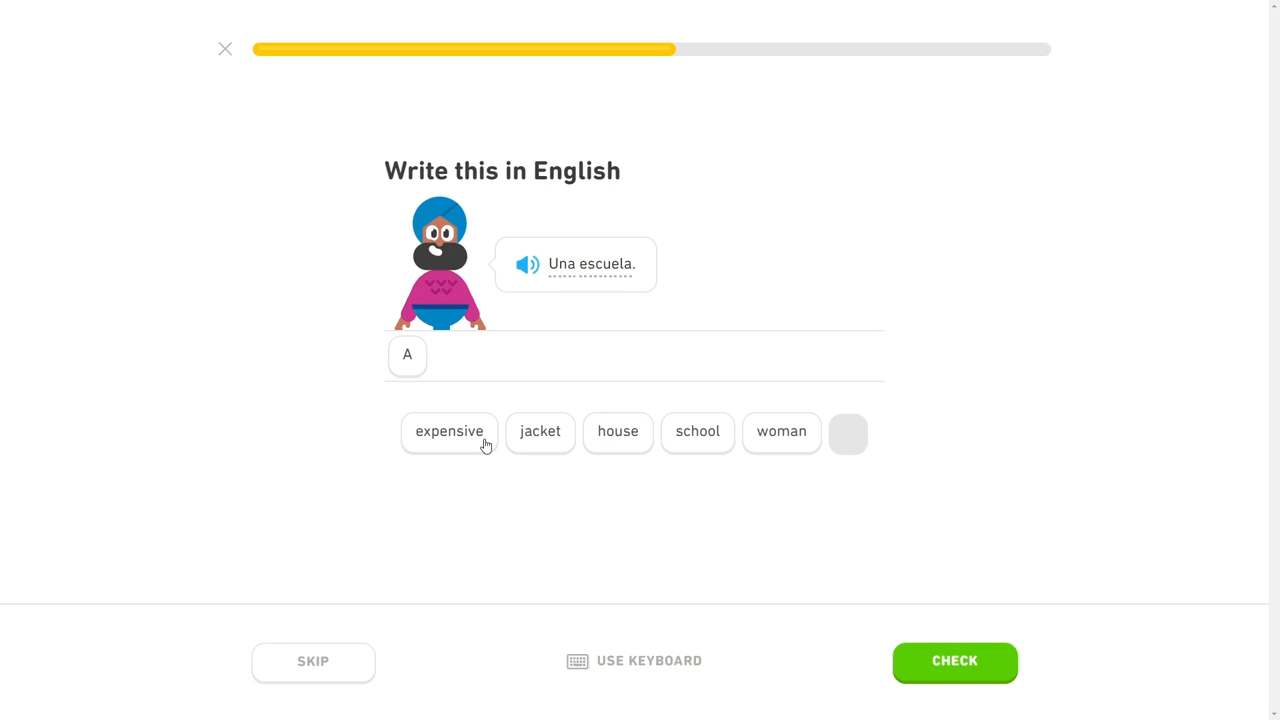 Write this in English
Una escuela.
A
expensive jacket house school woman
SKIP USE KEYBOARD CHECK